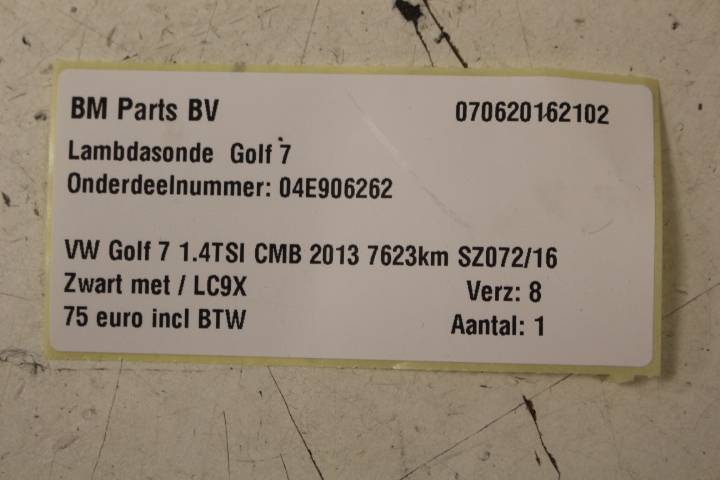 BM Parts BV 070620162102
Lambdasonde Golf 7
Onderdeelnummer: 04E906262
VW Golf 7 1.4TSI CMB 2013 7623km SZ072/16
Zwart met / LC9X Verz: 8
75 euro incl BTW Aantal: 1